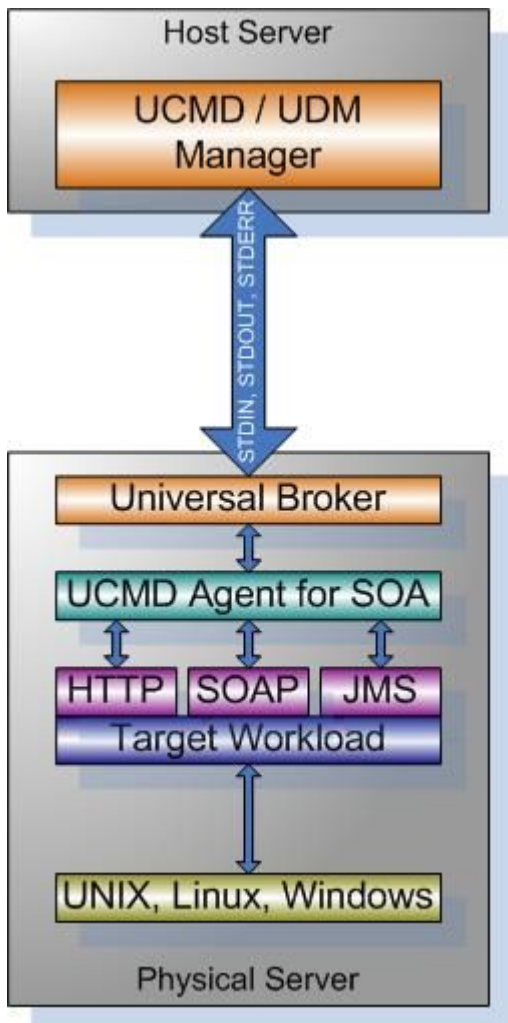 Host Server
UCMD / UDM
Manager
STDIN, STDOUT, STDERR
Universal Broker
UCMD Agent for SOA
HTTP SOAP JMS
Target Workload
UNIX, Linux, Windows
Physical Server